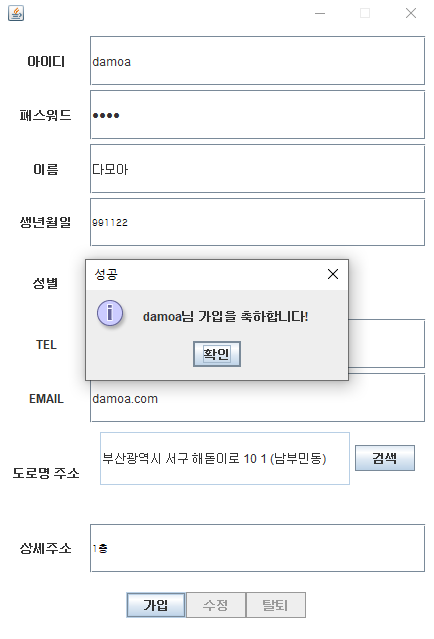 아이디 damoa
패스워드 ●●●●
이름 다모아
생년월일 991122
성별
성공
damoa님 가입을 축하합니다!
확인
TEL
EMAIL damoa.com
도로명 주소 부산광역시 서구 해돋이로 10 1 (남부민동) 검색
상세주소 1층
가입 수정 탈퇴